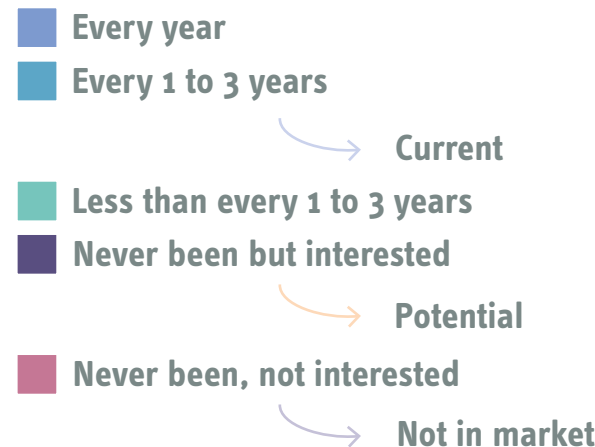 Every year
Every 1 to 3 years
Current
Less than every 1 to 3 years
Never been but interested
Potential
Never been, not interested
Not in market